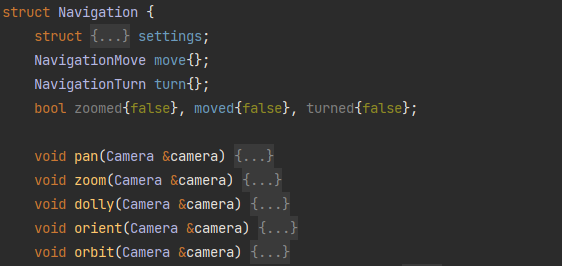 struct Navigation {
struct {...} settings;
NavigationMove move{};
NavigationTurn turn{};
bool zoomed{false}, moved{false}, turned{false};
void pan(Camera &camera) {...}
void zoom(Camera &camera) {...}
void dolly(Camera &camera) {...}
void orient(Camera &camera) {...}
void orbit(Camera &camera) {...}